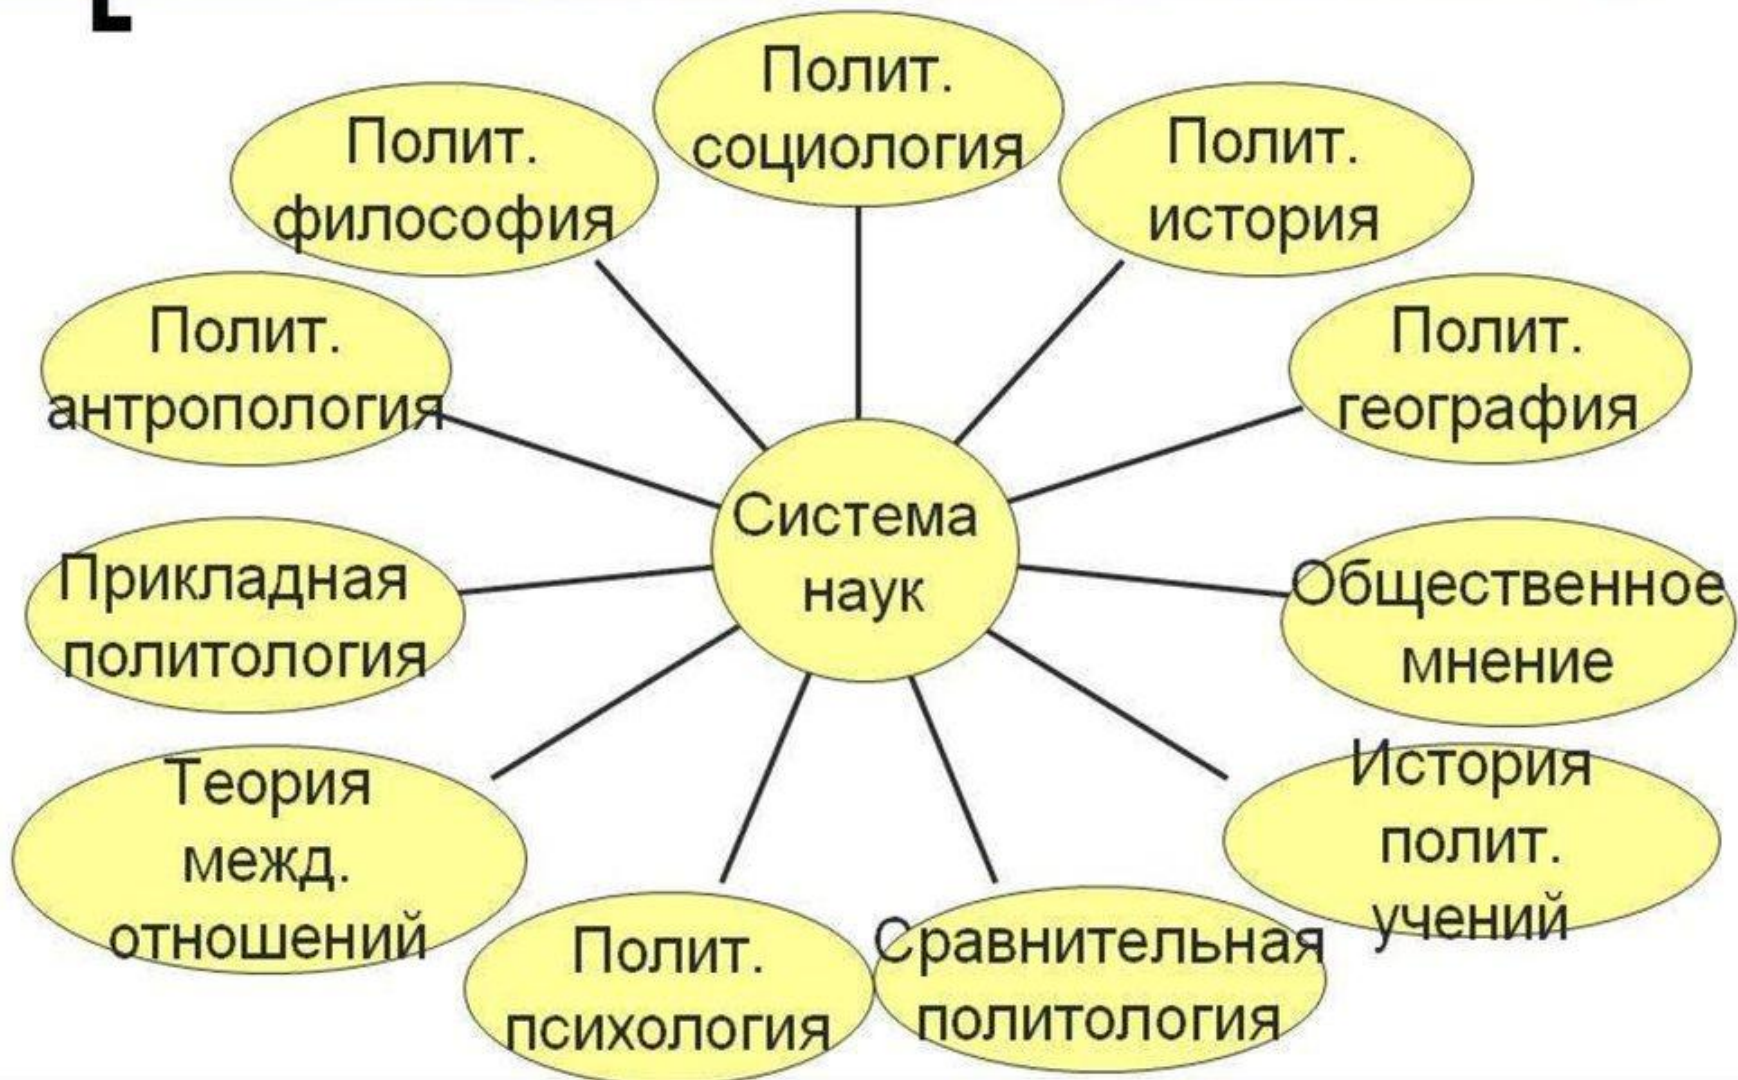 Полит.
социология
Полит.
философия
Полит.
история
Полит.
антропология
Полит.
география
Система
наук
Прикладная
политология
Общественное
мнение
Теория
межд.
отношений
История
полит.
учений
Полит.
психология
Сравнительная
политология